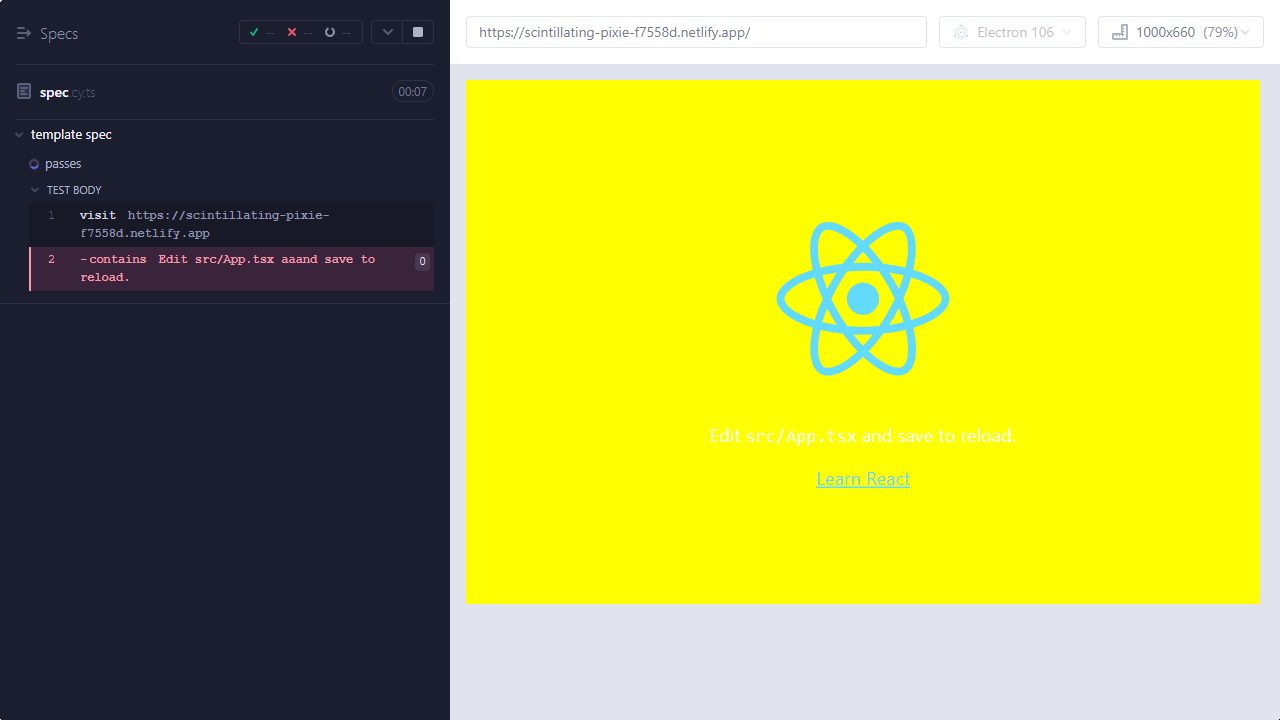 Specs
--
--
--
spec.cy.ts
00:07
template spec
passes
TEST BODY
1 visit https://scintillating-pixie-
f7558d.netlify.app
2 -contains Edit src/App.tsx aaand save to
reload.
0
https://scintillating-pixie-f7558d.netlify.app/
Electron 106
1000x660 (79%)
Edit src/App.tsx and save to reload.
Learn React